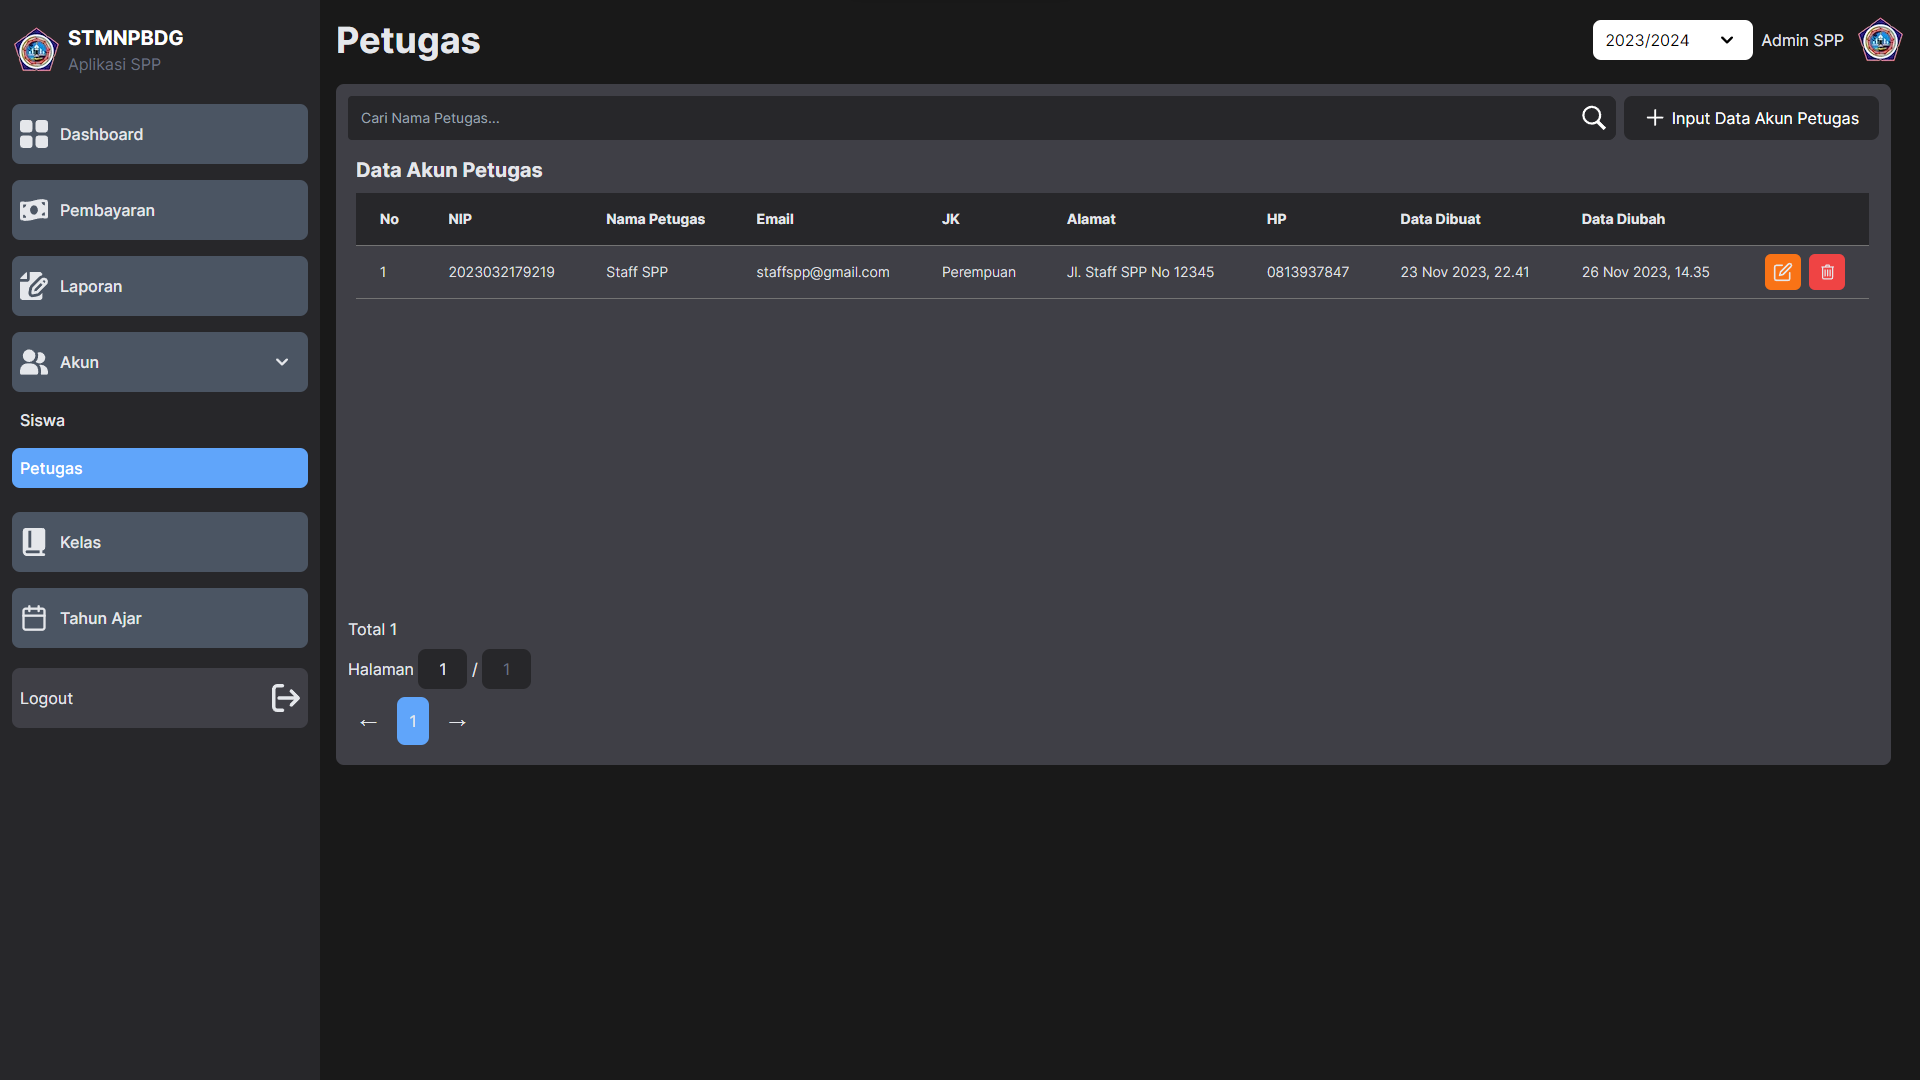 STMNPBDG
Aplikasi SPP
Dashboard
Pembayaran
Laporan
Akun
Siswa
Petugas
Kelas
Tahun Ajar
Logout
Petugas
2023/2024
Admin SPP
Cari Nama Petugas...
Input Data Akun Petugas
Data Akun Petugas
No NIP Nama Petugas Email JK Alamat HP Data Dibuat Data Diubah
1 2023032179219 Staff SPP staffspp@gmail.com Perempuan Jl. Staff SPP No 12345 0813937847 23 Nov 2023, 22.41 26 Nov 2023, 14.35
Total 1
Halaman 1 / 1
← 1 →